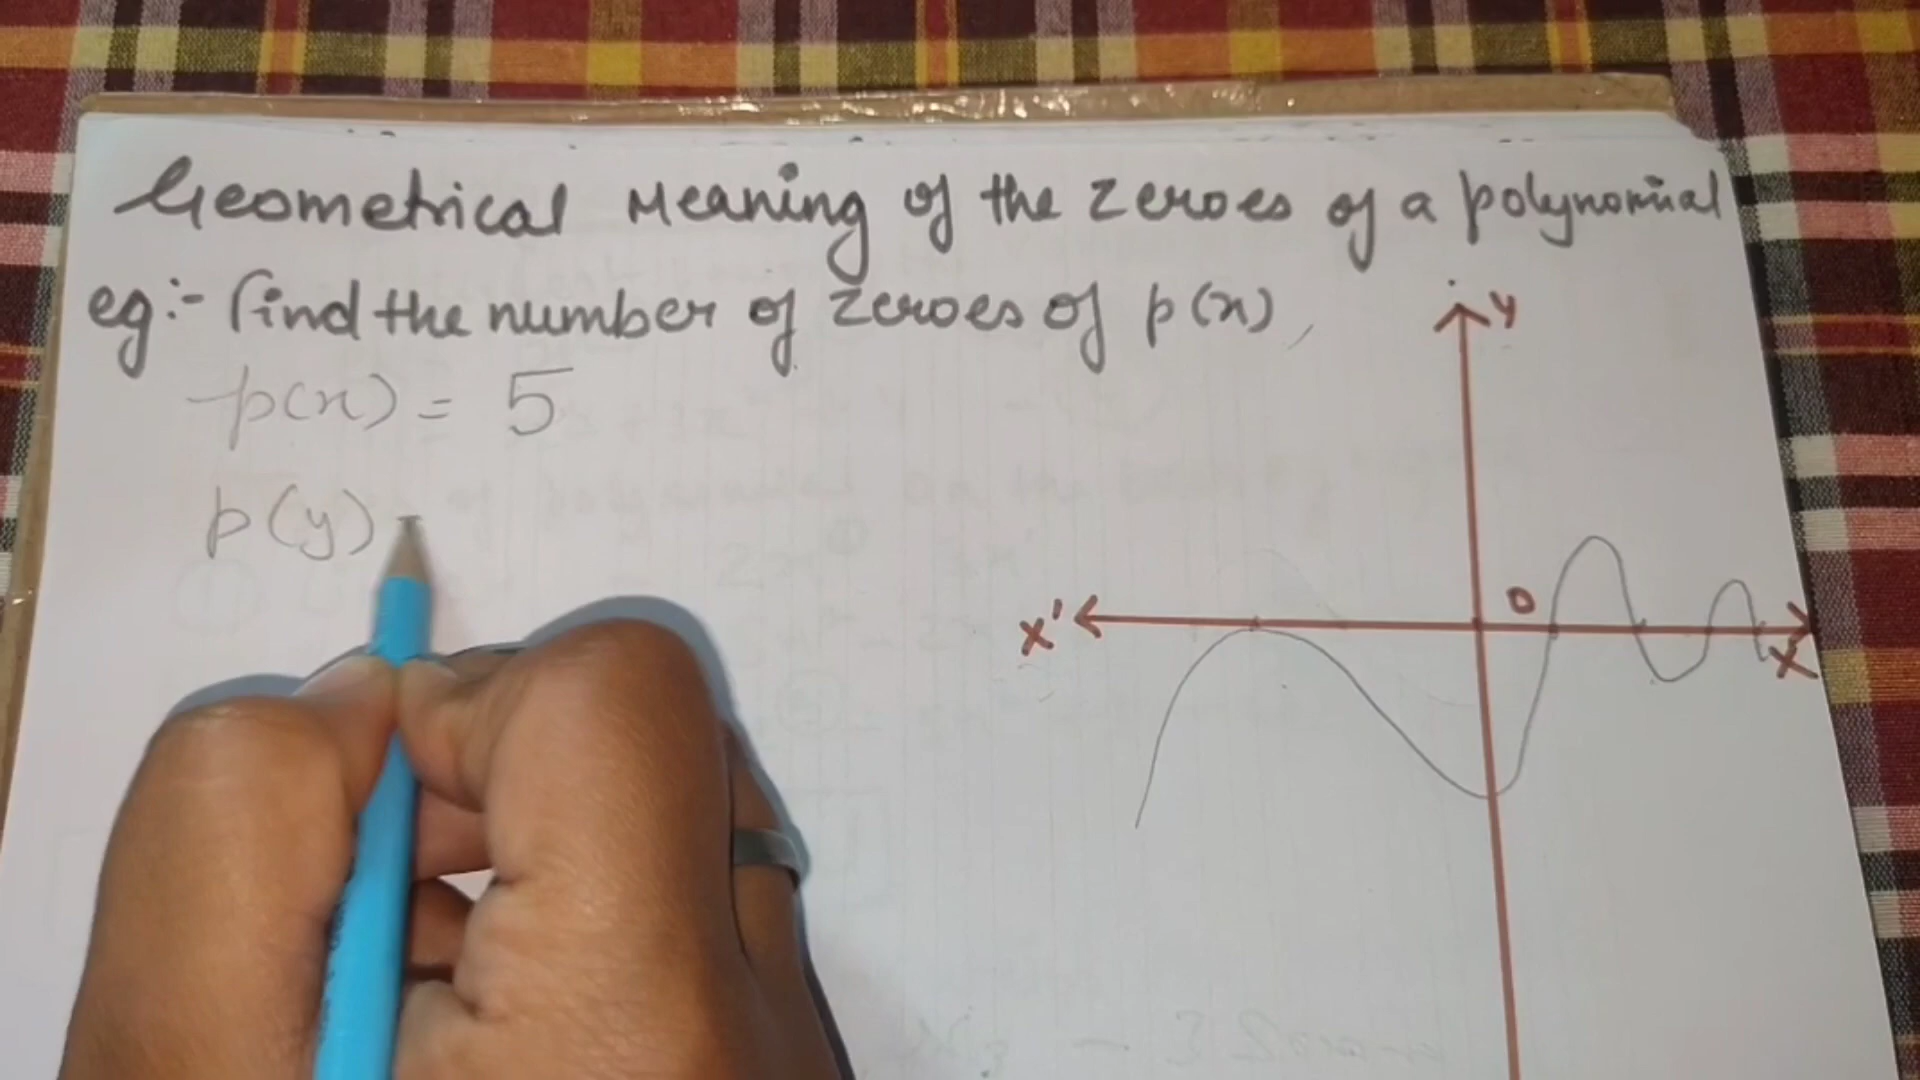 Geometrical Meaning of the zeroes of a polynomial
eg:- find the number of zeroes of p(x),
p(x) = 5
p(y)
Y
X'
O
X